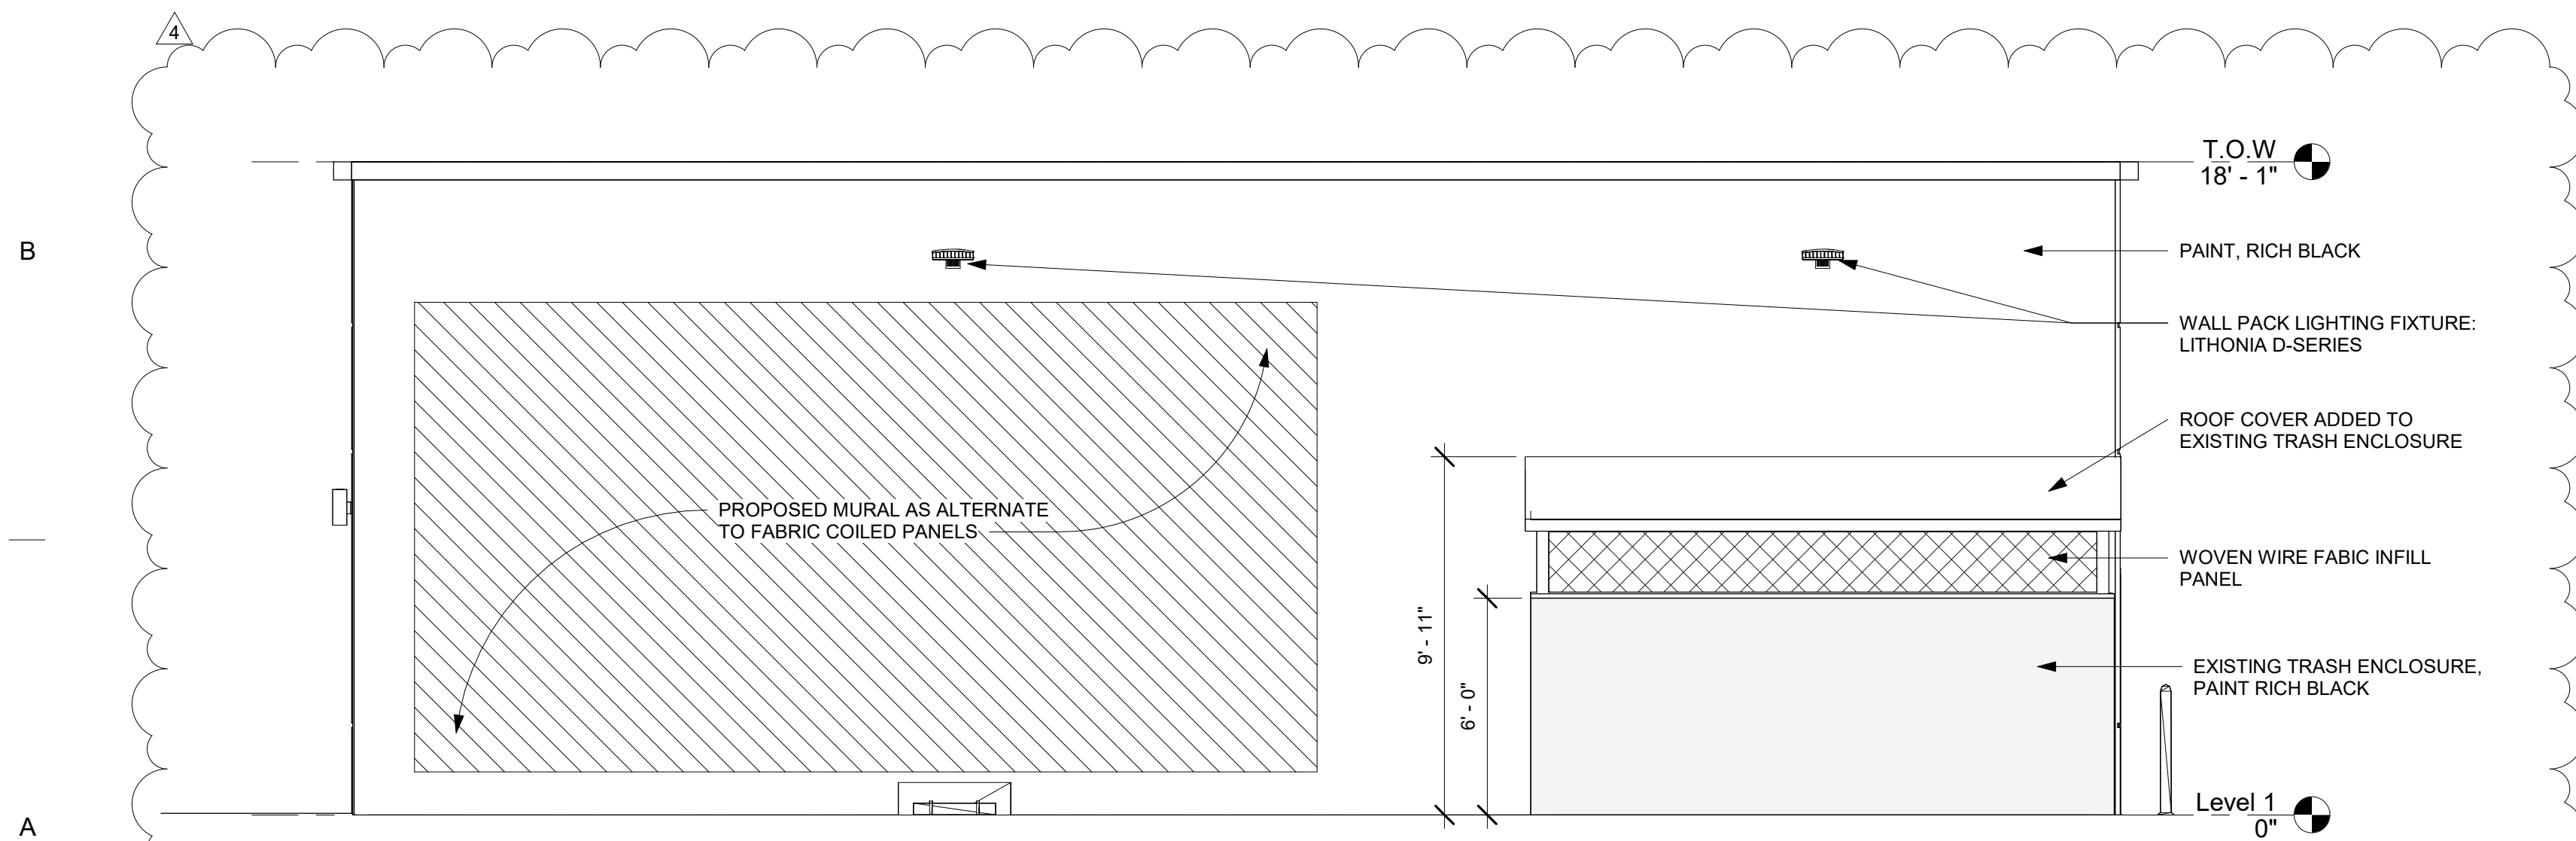 4
T.O.W
18' - 1"
B
PAINT, RICH BLACK
WALL PACK LIGHTING FIXTURE:
LITHONIA D-SERIES
ROOF COVER ADDED TO
EXISTING TRASH ENCLOSURE
PROPOSED MURAL AS ALTERNATE
TO FABRIC COILED PANELS
WOVEN WIRE FABIC INFILL
PANEL
9' - 11"
6' - 0"
EXISTING TRASH ENCLOSURE,
PAINT RICH BLACK
Level 1
0"
A